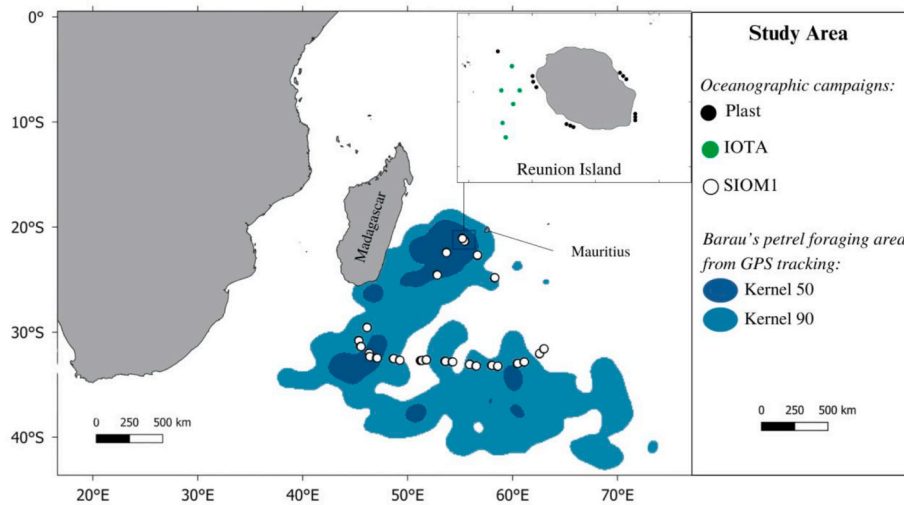 0°
10°S
20°S
30°S
40°S
20°E
30°E
40°E
50°E
60°E
70°E
Madagascar
Reunion Island
Mauritius
0 250 500 km
Study Area
Oceanographic campaigns:
Plast
IOTA
SIOM1
Barau's petrel foraging area
from GPS tracking:
Kernel 50
Kernel 90
0 250 500 km